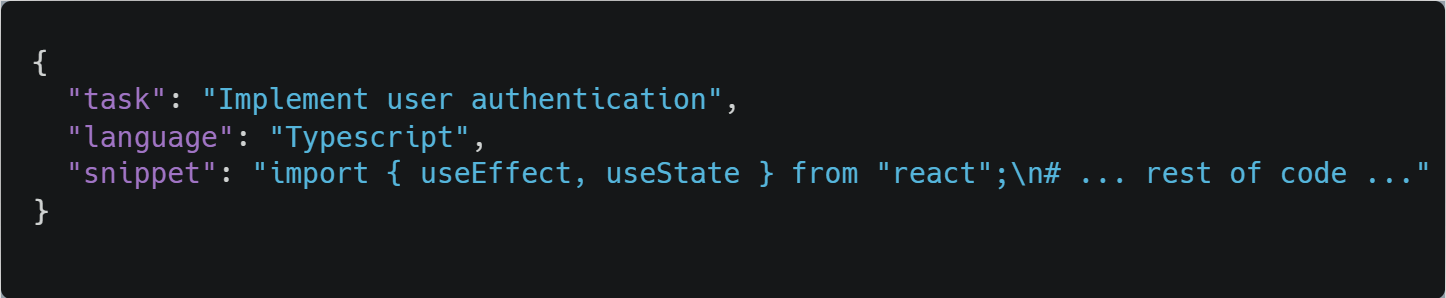 {
"task": "Implement user authentication",
"language": "Typescript",
"snippet": "import { useEffect, useState } from "react";\n# ... rest of code ..."
}